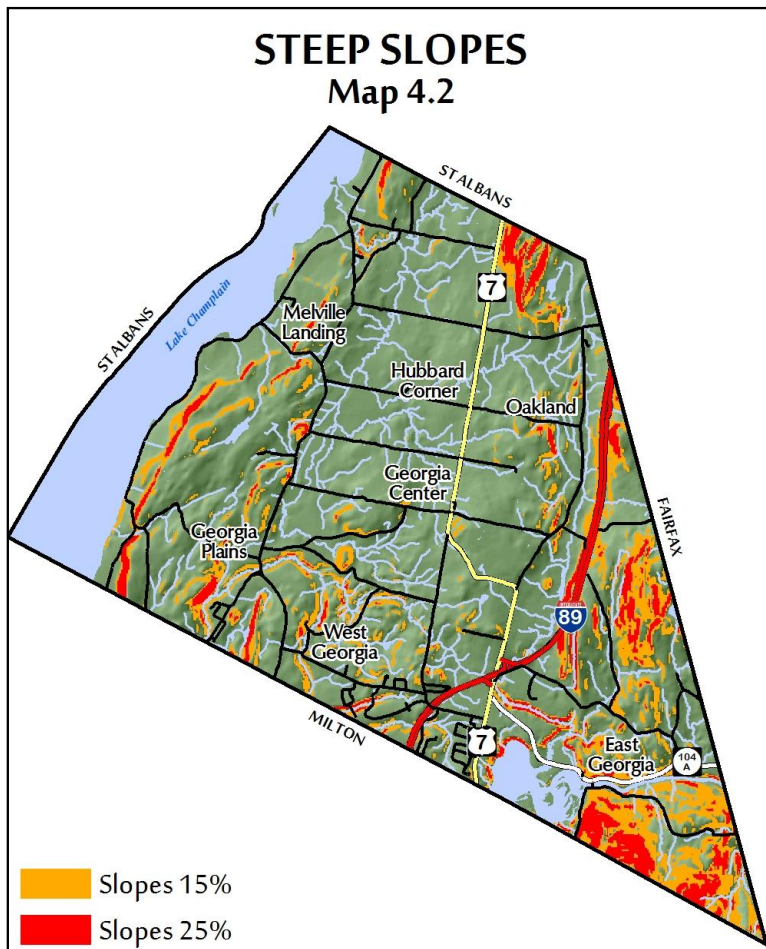 STEEP SLOPES
Map 4.2
ST ALBANS
7
ST ALBANS
Lake Champlain
Melville
Landing
Hubbard
Corner
Oakland
Georgia
Center
FAIRFAX
Georgia
Plains
89
West
Georgia
MILTON
7
East
Georgia
104
A
Slopes 15%
Slopes 25%